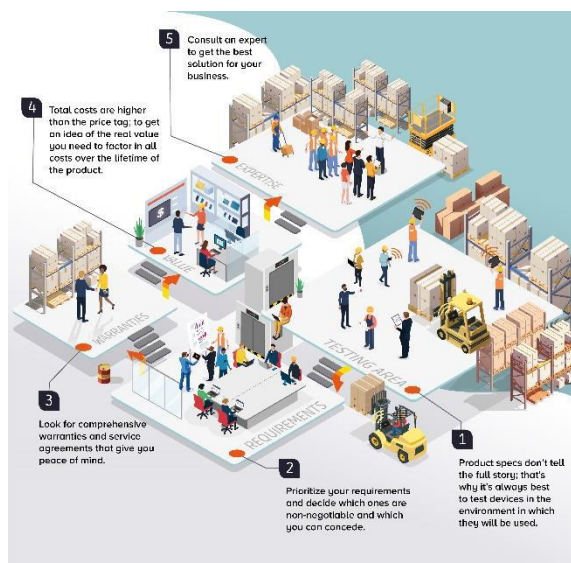 5
Consult an expert
to get the best
solution for your
business.
4
Total costs are higher
than the price tag; to get
an idea of the real value
you need to factor in all
costs over the lifetime of
the product.
EXPERTISE
$
VALUE
WARRANTIES
TESTING AREA
REQUIREMENTS
3
Look for comprehensive
warranties and service
agreements that give you
peace of mind.
2
Prioritize your requirements
and decide which ones are
non-negotiable and which
you can concede.
1
Product specs don't tell
the full story; that's
why it's always best
to test devices in the
environment in which
they will be used.